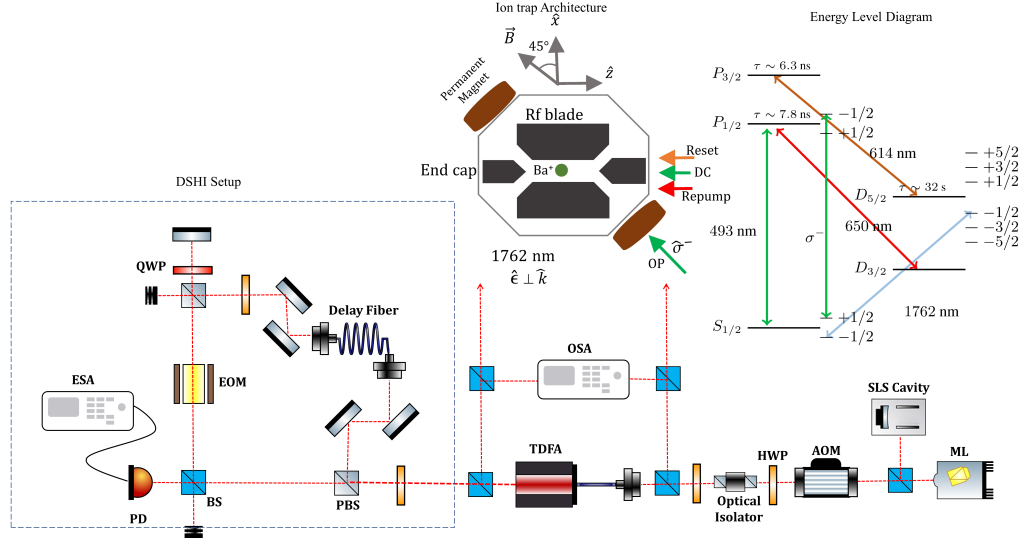 Ion trap Architecture
x̂
B⃗
45°
ẑ
Permanent
Magnet
Rf blade
End cap
Ba⁺
Reset
DC
Repump
σ̂⁻
OP
1762 nm
ε̂ ⊥ k̂
Energy Level Diagram
P3/2
τ ∼ 6.3 ns
P1/2
τ ∼ 7.8 ns
−1/2
+1/2
614 nm
+5/2
+3/2
+1/2
D5/2
τ ∼ 32 s
−1/2
−3/2
−5/2
493 nm
σ⁻
650 nm
D3/2
1762 nm
S1/2
+1/2
−1/2
DSHI Setup
QWP
Delay Fiber
ESA
EOM
PD
BS
PBS
OSA
TDFA
Optical
Isolator
HWP
AOM
SLS Cavity
ML